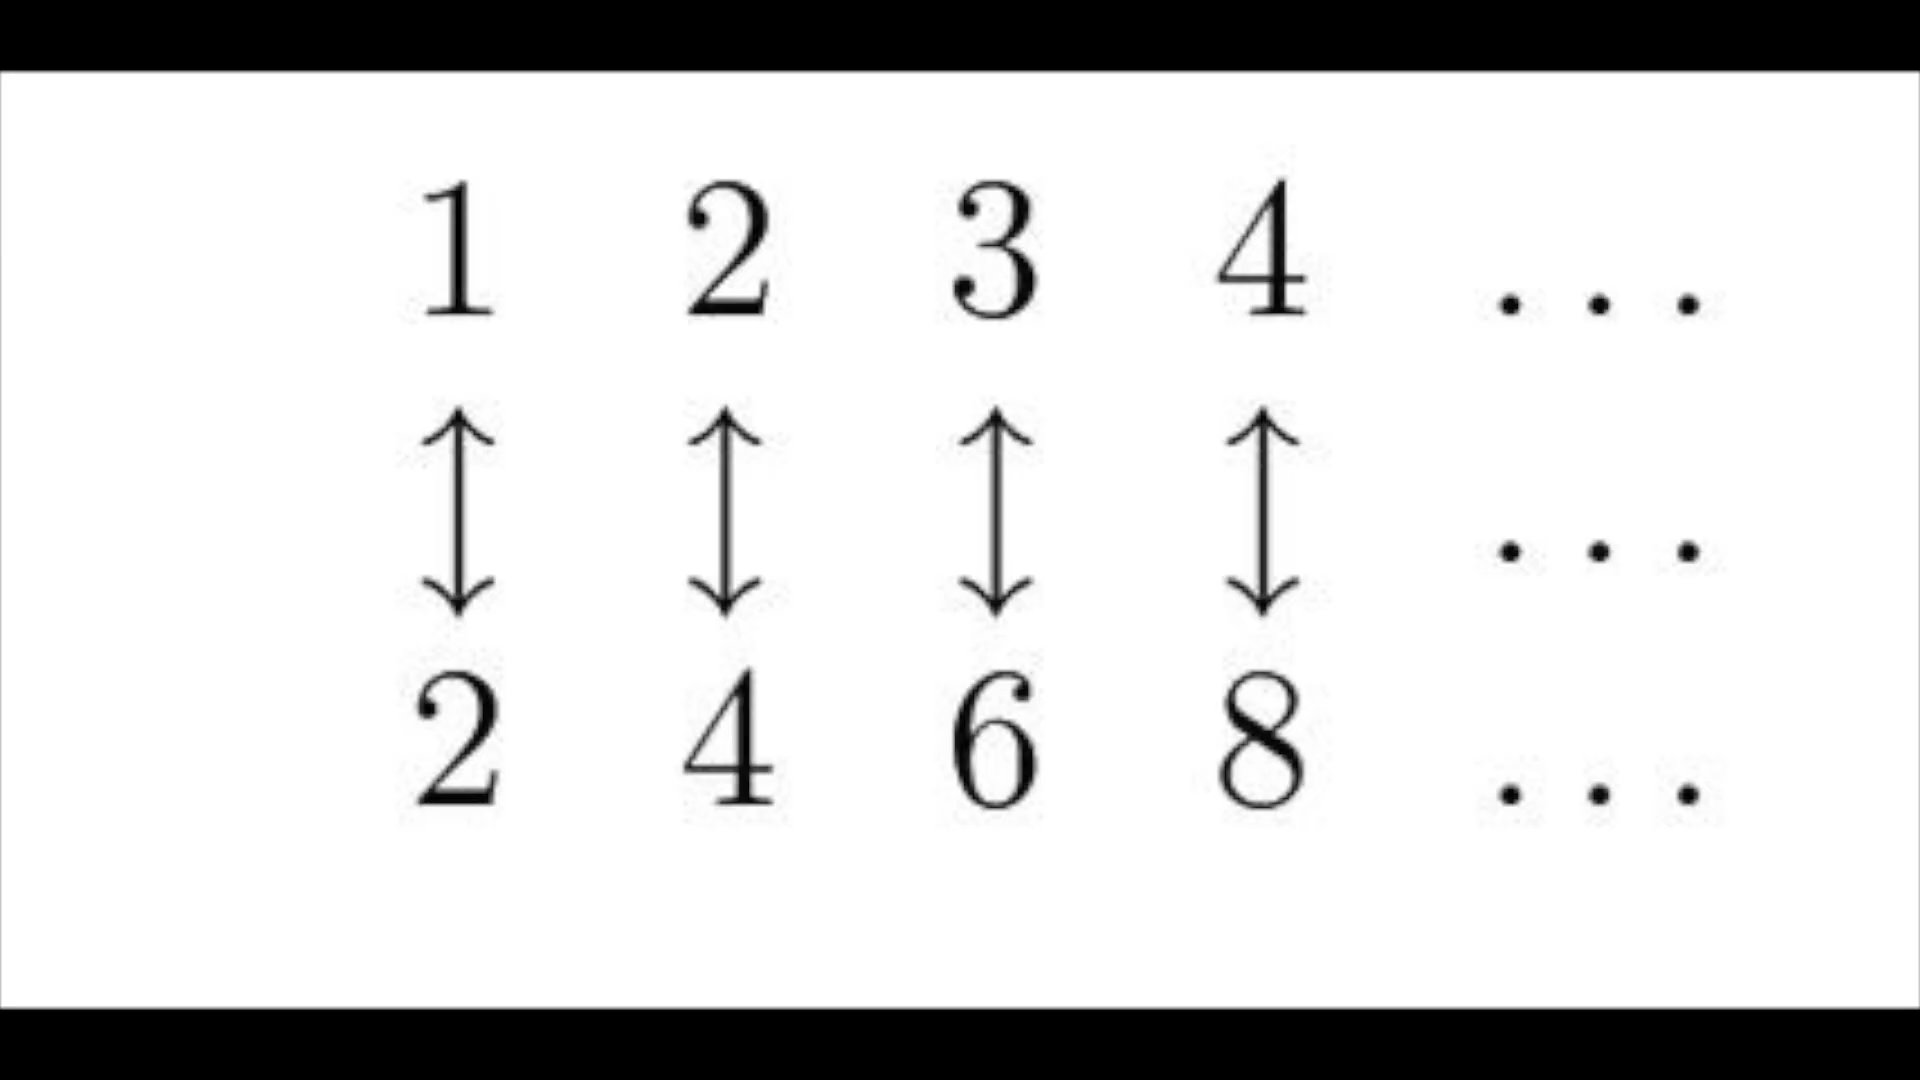 1 2 3 4 . . .
↕ ↕ ↕ ↕ . . .
2 4 6 8 . . .